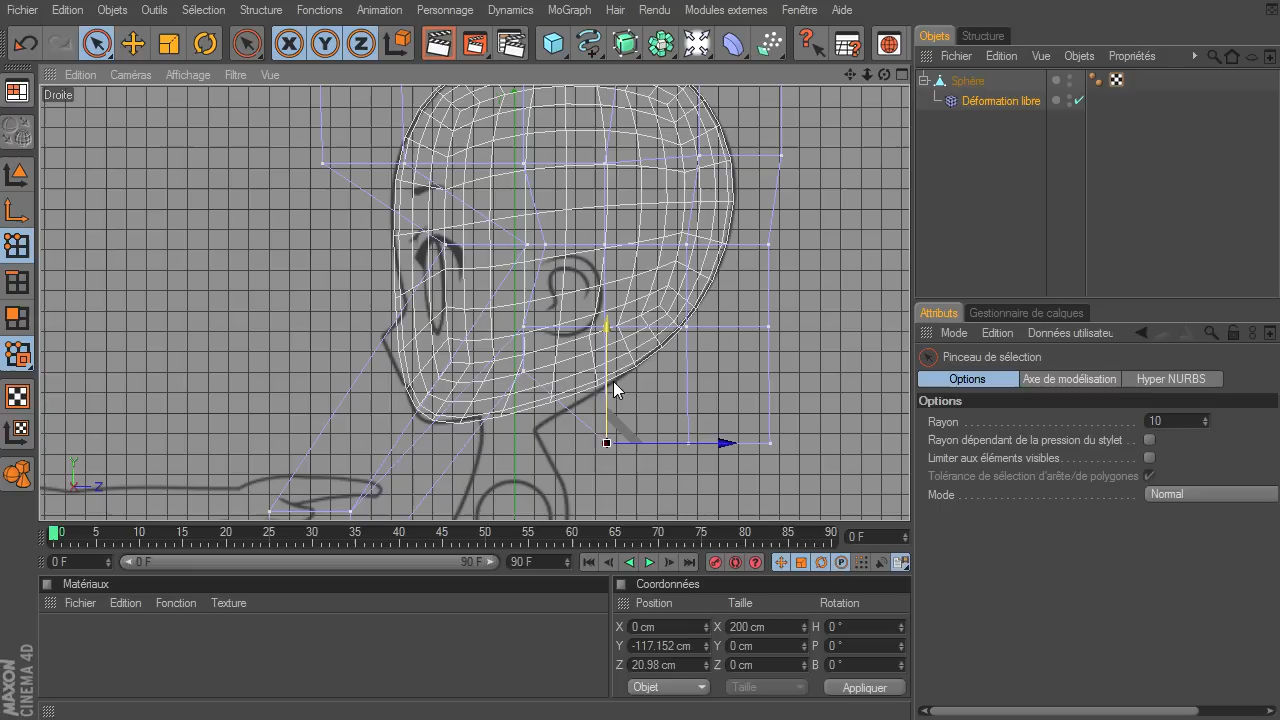 Fichier Edition Objets Outils Sélection Structure Fonctions Animation Personnage Dynamics MoGraph Hair Rendu Modules externes Fenêtre Aide
Edition Caméras Affichage Filtre Vue
Droite
Y
Z
X
0 5 10 15 20 25 30 35 40 45 50 55 60 65 70 75 80 85 90 0 F
0 F 0 F 90 F 90 F
Matériaux
Fichier Edition Fonction Texture
Coordonnées
Position Taille Rotation
X 0 cm X 200 cm H 0 °
Y -117.152 cm Y 0 cm P 0 °
Z 20.98 cm Z 0 cm B 0 °
Objet Taille Appliquer
MAXON
CINEMA 4D
Objets Structure
Fichier Edition Vue Objets Propriétés
Sphère
Déformation libre
Attributs Gestionnaire de calques
Mode Edition Données utilisateu
Pinceau de sélection
Options Axe de modélisation Hyper NURBS
Options
Rayon 10
Rayon dépendant de la pression du stylet
Limiter aux éléments visibles
Tolérance de sélection d'arête/de polygones
Mode Normal